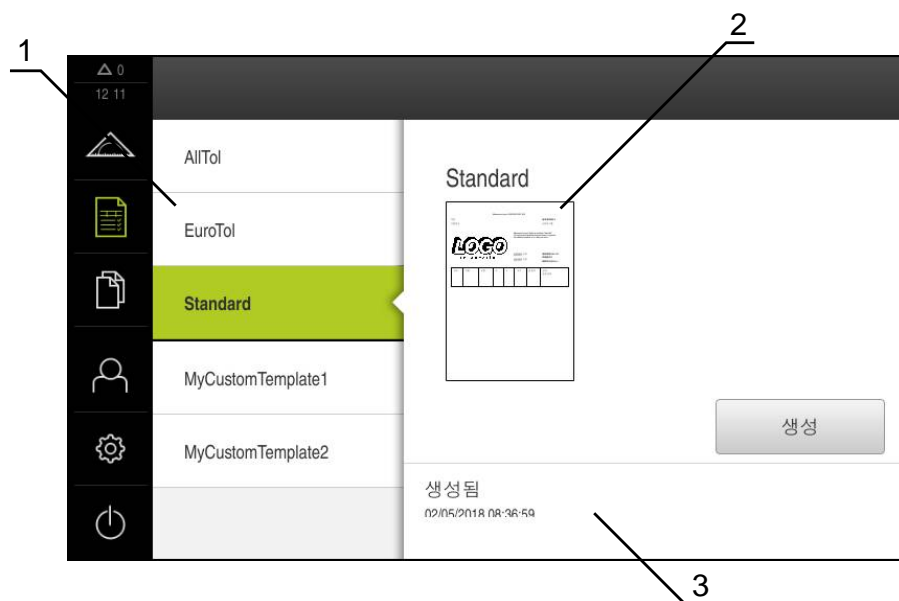 1
2
0
12 11
AllTol
EuroTol
Standard
MyCustomTemplate1
MyCustomTemplate2
Standard
LOGO
생성
생성됨
02/05/2018 08:36:59
3